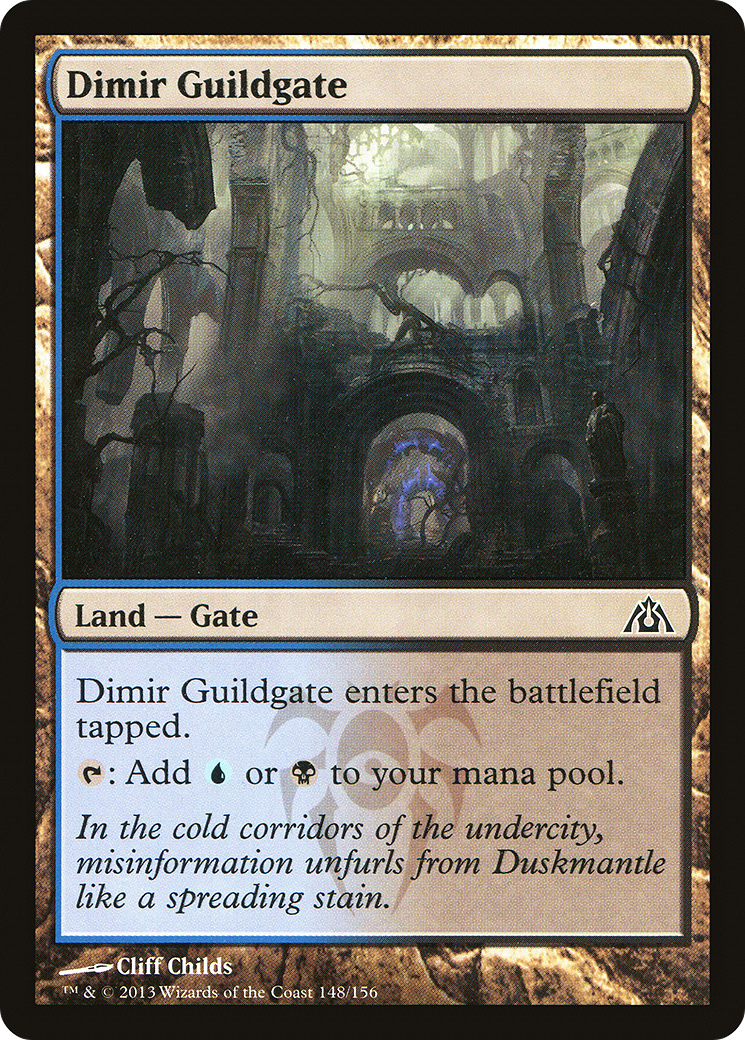 Dimir Guildgate
Land — Gate
Dimir Guildgate enters the battlefield
tapped.
: Add or to your mana pool.
In the cold corridors of the undercity,
misinformation unfurls from Duskmantle
like a spreading stain.
Cliff Childs
™ & © 2013 Wizards of the Coast 148/156